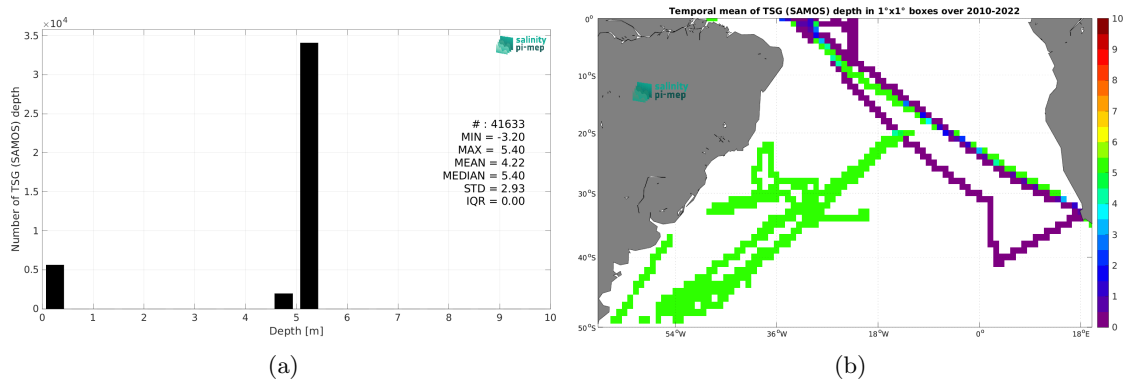 ×10⁴
3.5
3
2.5
2
1.5
1
0.5
0
Number of TSG (SAMOS) depth
salinity
pi-mep
# : 41633
MIN = -3.20
MAX = 5.40
MEAN = 4.22
MEDIAN = 5.40
STD = 2.93
IQR = 0.00
0 1 2 3 4 5 6 7 8 9 10
Depth [m]
(a)
Temporal mean of TSG (SAMOS) depth in 1°x1° boxes over 2010-2022
0°
10°S
20°S
30°S
40°S
50°S
salinity
pi-mep
54°W 36°W 18°W 0° 18°E
10
9
8
7
6
5
4
3
2
1
0
(b)